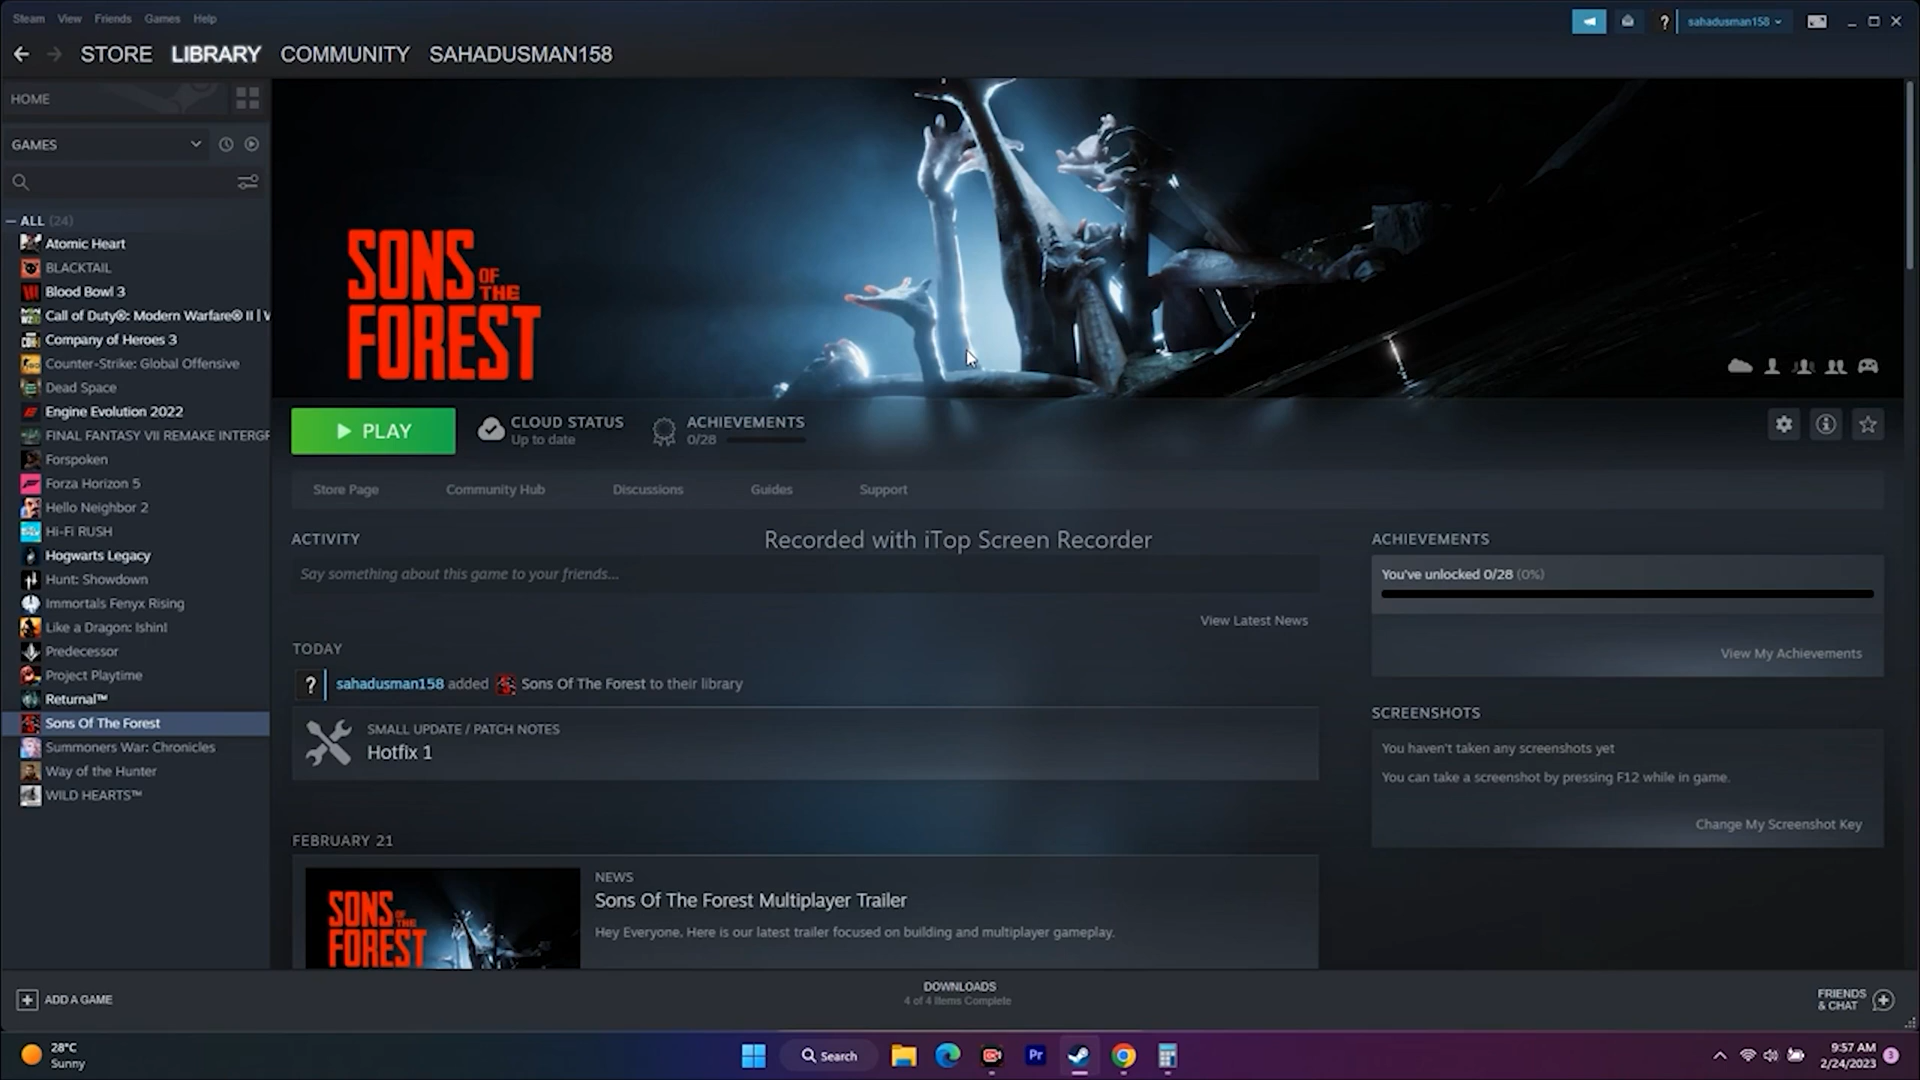 Steam View Friends Games Help
sahadusman158
STORE LIBRARY COMMUNITY SAHADUSMAN158
HOME
GAMES
ALL (24)
Atomic Heart
BLACKTAIL
Blood Bowl 3
Call of Duty®: Modern Warfare® II |
Company of Heroes 3
Counter-Strike: Global Offensive
Dead Space
Engine Evolution 2022
FINAL FANTASY VII REMAKE INTERGR
Forspoken
Forza Horizon 5
Hello Neighbor 2
Hi-Fi RUSH
Hogwarts Legacy
Hunt: Showdown
Immortals Fenyx Rising
Like a Dragon: Ishin!
Predecessor
Project Playtime
Returnal™
Sons Of The Forest
Summoners War: Chronicles
Way of the Hunter
WILD HEARTS™
SONS OF THE
FOREST
PLAY
CLOUD STATUS
Up to date
ACHIEVEMENTS
0/28
Store Page Community Hub Discussions Guides Support
ACTIVITY
Recorded with iTop Screen Recorder
Say something about this game to your friends...
View Latest News
TODAY
sahadusman158 added Sons Of The Forest to their library
SMALL UPDATE / PATCH NOTES
Hotfix 1
FEBRUARY 21
SONS OF THE
FOREST
NEWS
Sons Of The Forest Multiplayer Trailer
Hey Everyone, Here is our latest trailer focused on building and multiplayer gameplay.
ACHIEVEMENTS
You've unlocked 0/28 (0%)
View My Achievements
SCREENSHOTS
You haven't taken any screenshots yet
You can take a screenshot by pressing F12 while in game.
Change My Screenshot Key
ADD A GAME
DOWNLOADS
4 of 4 Items Complete
FRIENDS
& CHAT
28°C
Sunny
Search
Pr
9:57 AM
2/24/2023
3